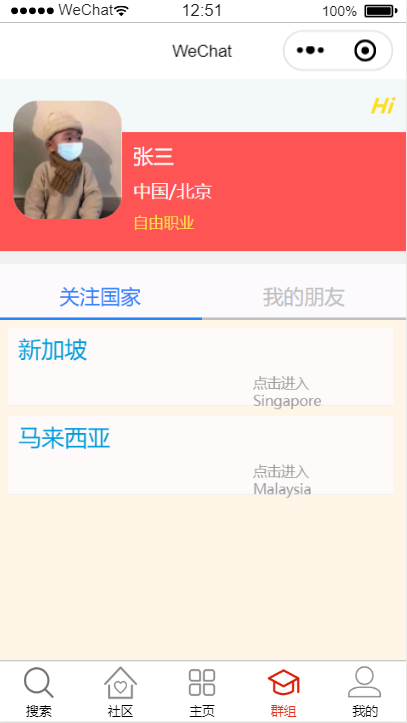 WeChat 12:51 100%
WeChat
Hi
张三
中国/北京
自由职业
关注国家 我的朋友
新加坡
点击进入
Singapore
马来西亚
点击进入
Malaysia
搜索 社区 主页 群组 我的